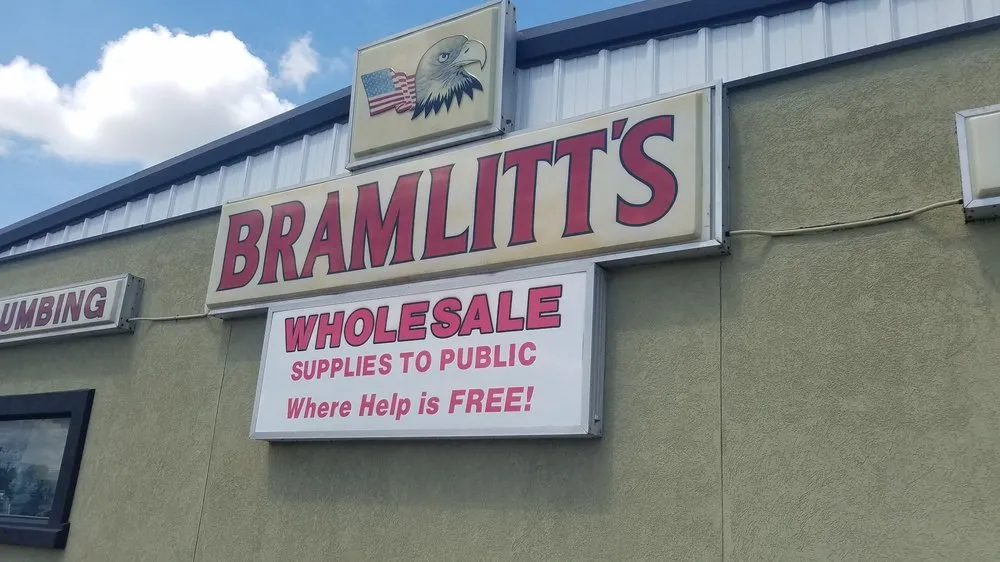 BRAMLITT'S
UMBING
WHOLESALE
SUPPLIES TO PUBLIC
Where Help is FREE!